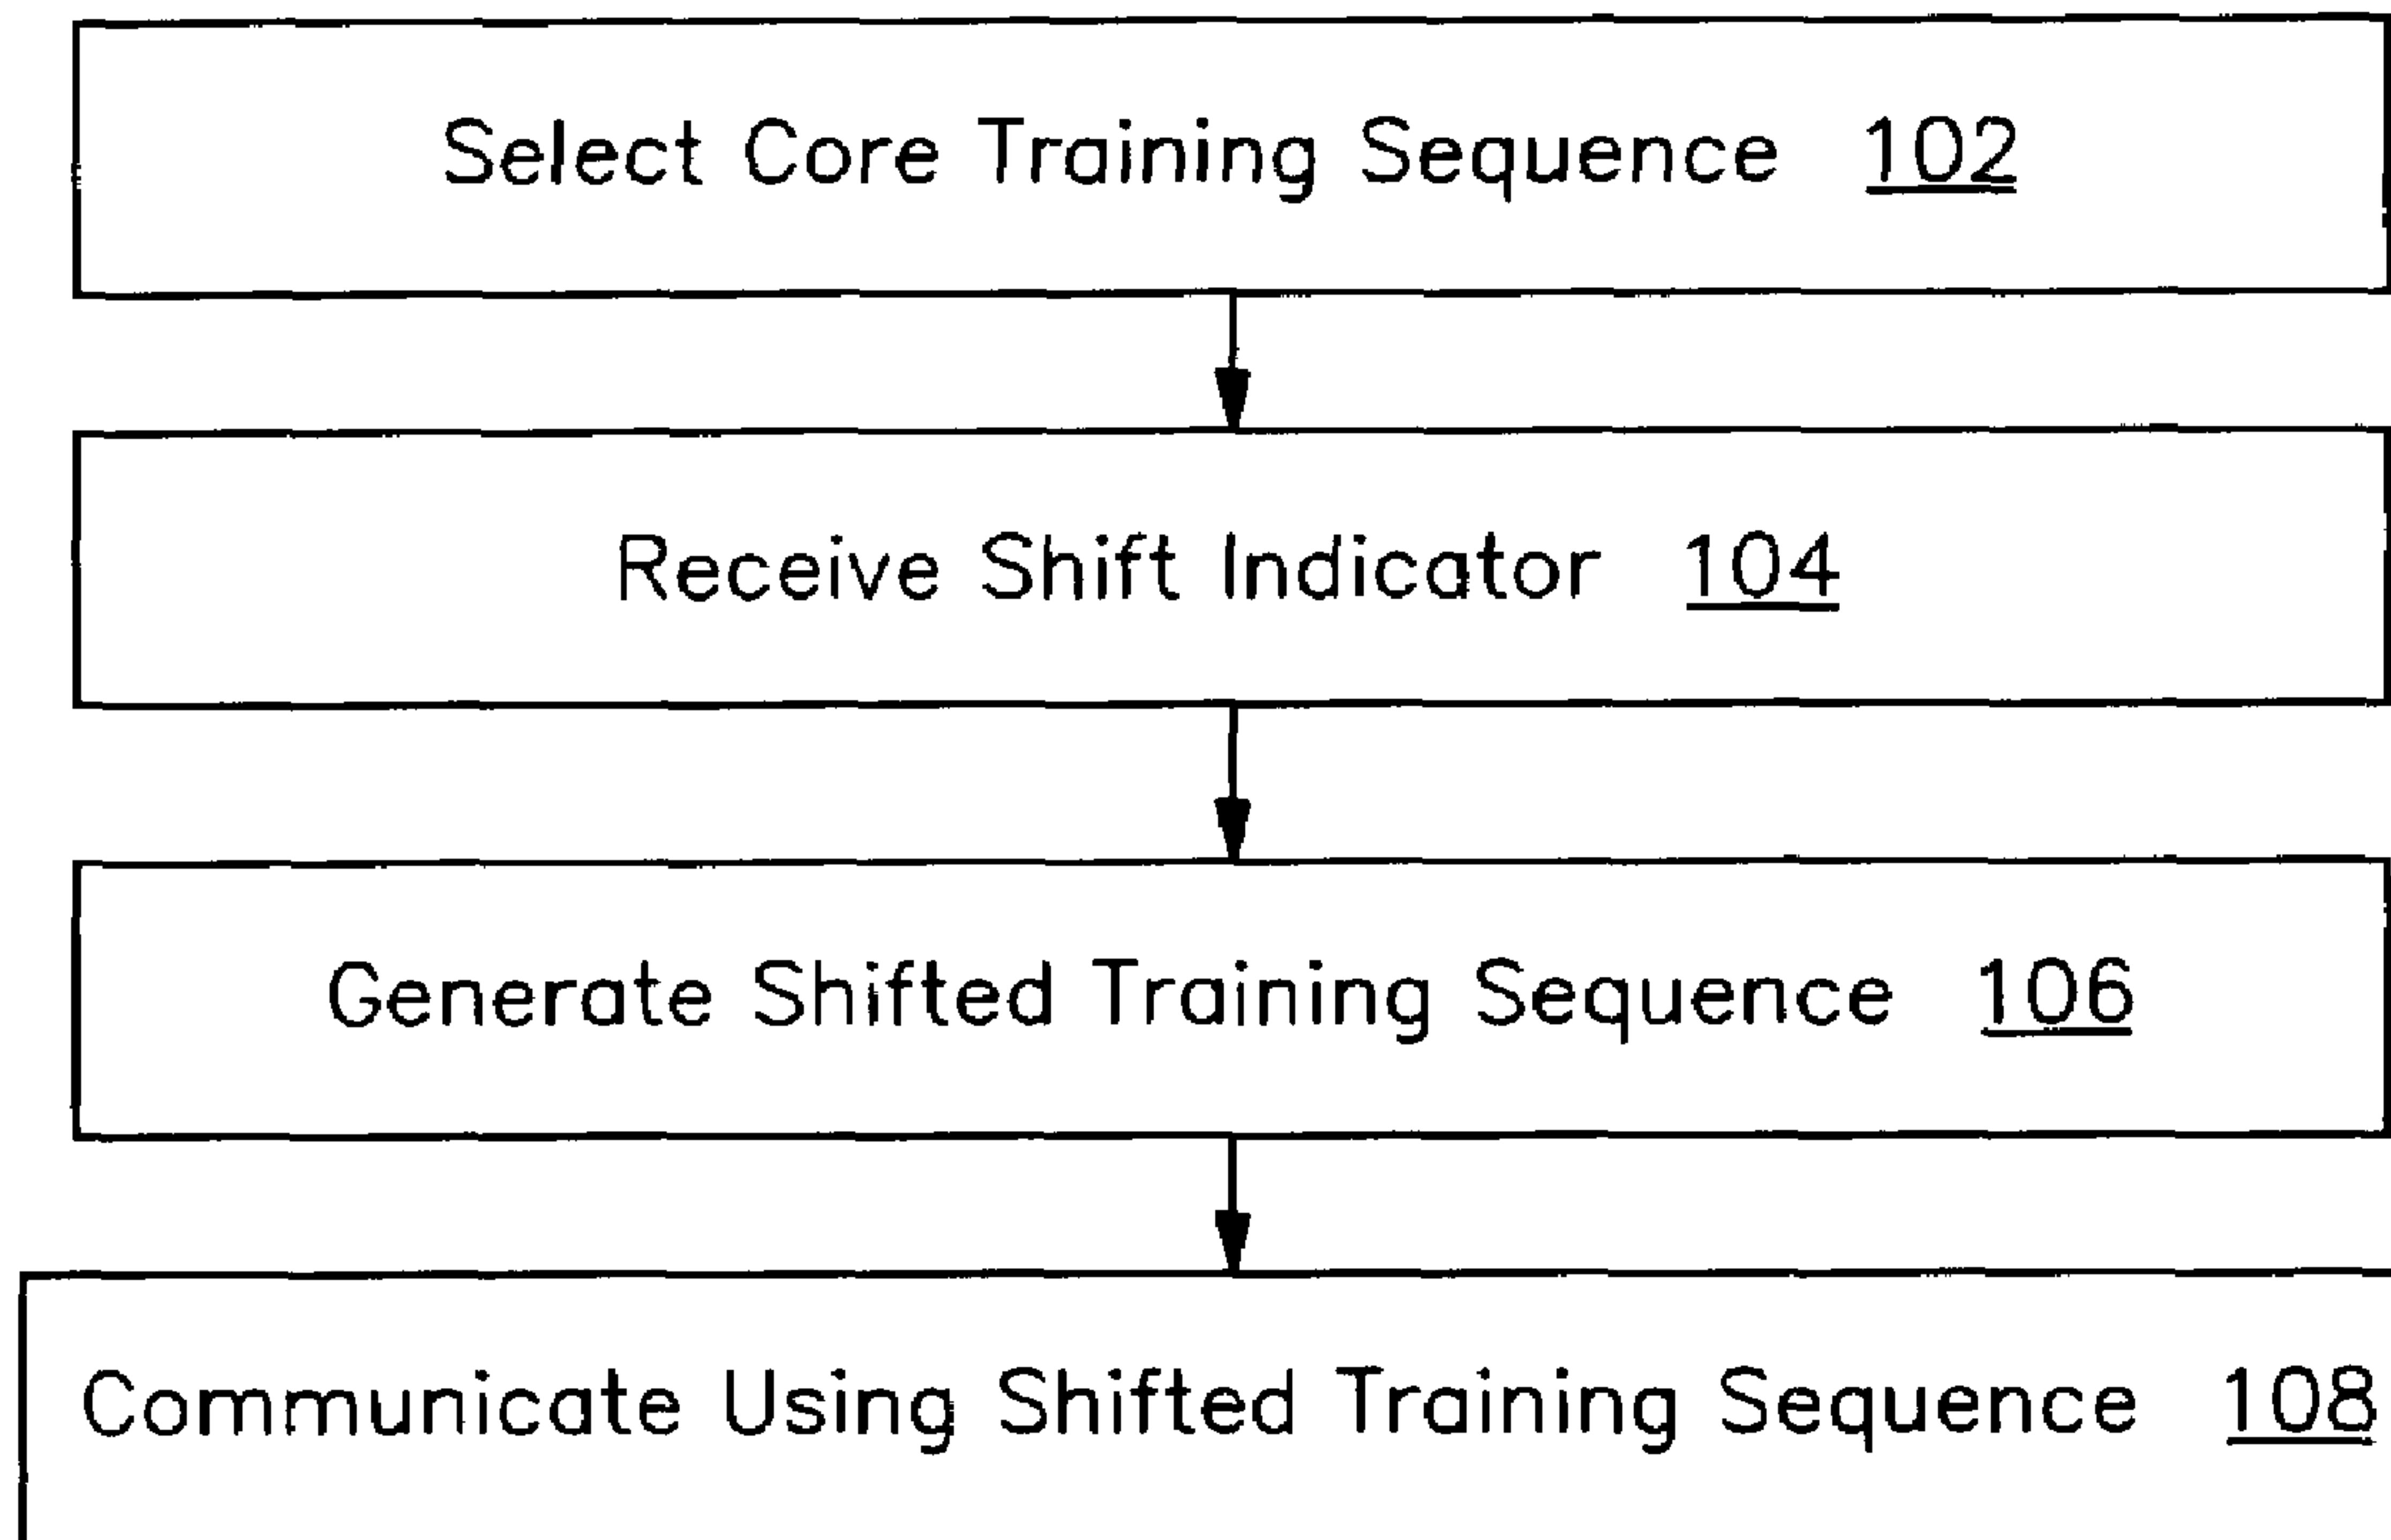 Select Core Training Sequence 102
Receive Shift Indicator 104
Generate Shifted Training Sequence 106
Communicate Using Shifted Training Sequence 108